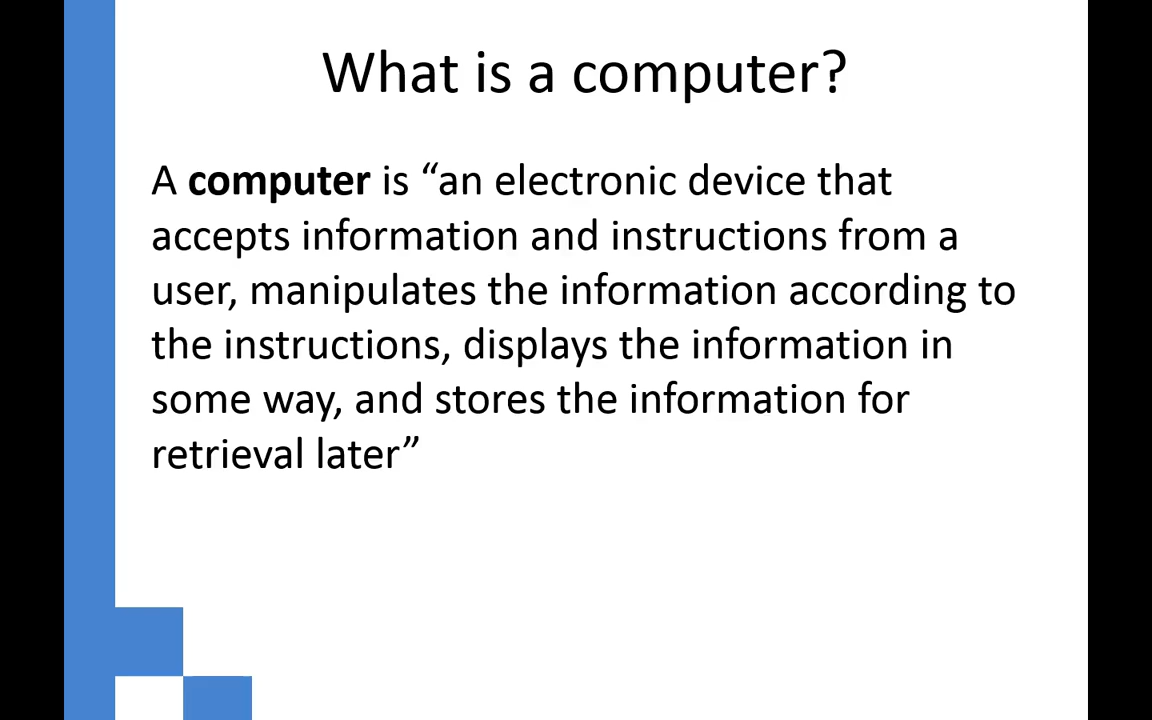 What is a computer?
A computer is “an electronic device that
accepts information and instructions from a
user, manipulates the information according to
the instructions, displays the information in
some way, and stores the information for
retrieval later”